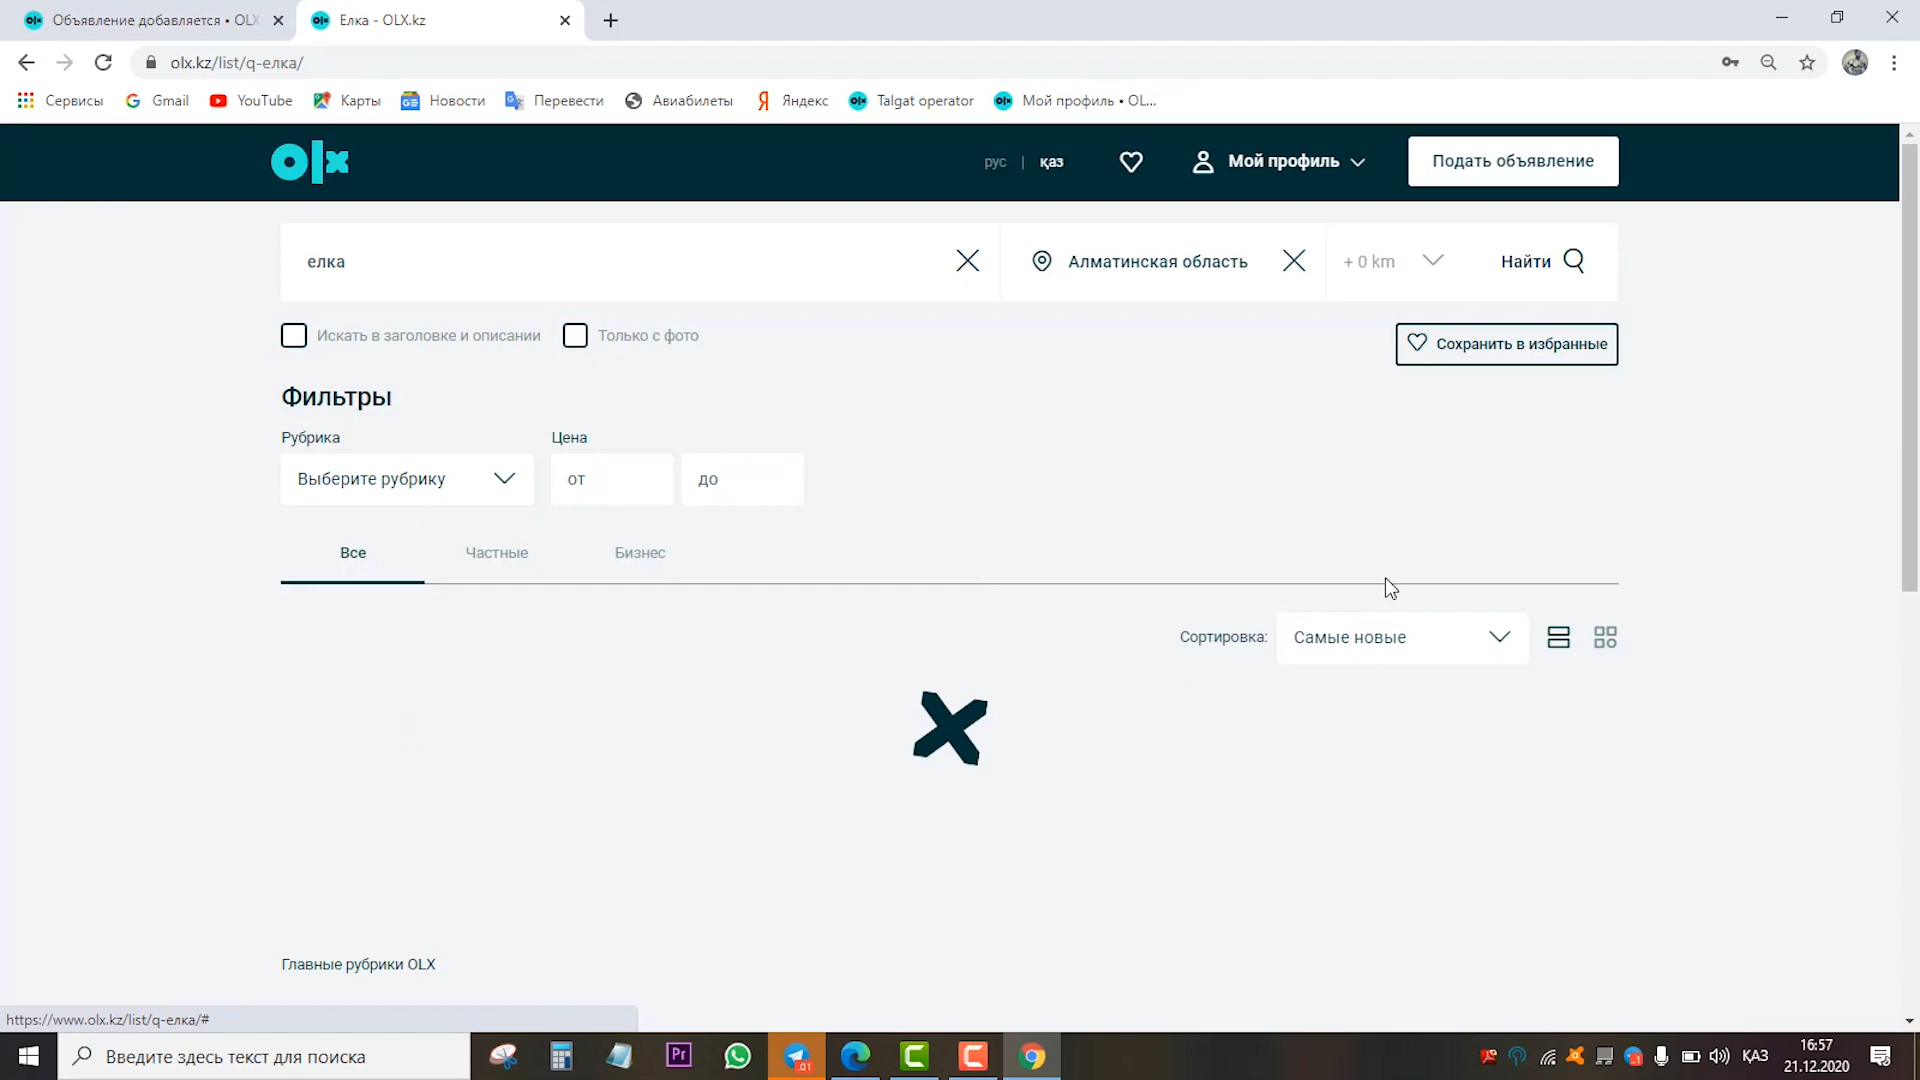 Объявление добавляется • OLX
Елка - OLX.kz
olx.kz/list/q-елка/
Сервисы
Gmail
YouTube
Карты
Новости
Перевести
Авиабилеты
Яндекс
Talgat operator
Мой профиль • OL...
olx
рус | қаз
Мой профиль
Подать объявление
елка
Алматинская область
+ 0 km
Найти
Искать в заголовке и описании
Только с фото
Сохранить в избранные
Фильтры
Рубрика
Цена
Выберите рубрику
от
до
Все
Частные
Бизнес
Сортировка:
Самые новые
Главные рубрики OLX
https://www.olx.kz/list/q-елка/#
Введите здесь текст для поиска
Pr
.01
ҚАЗ
16:57
21.12.2020